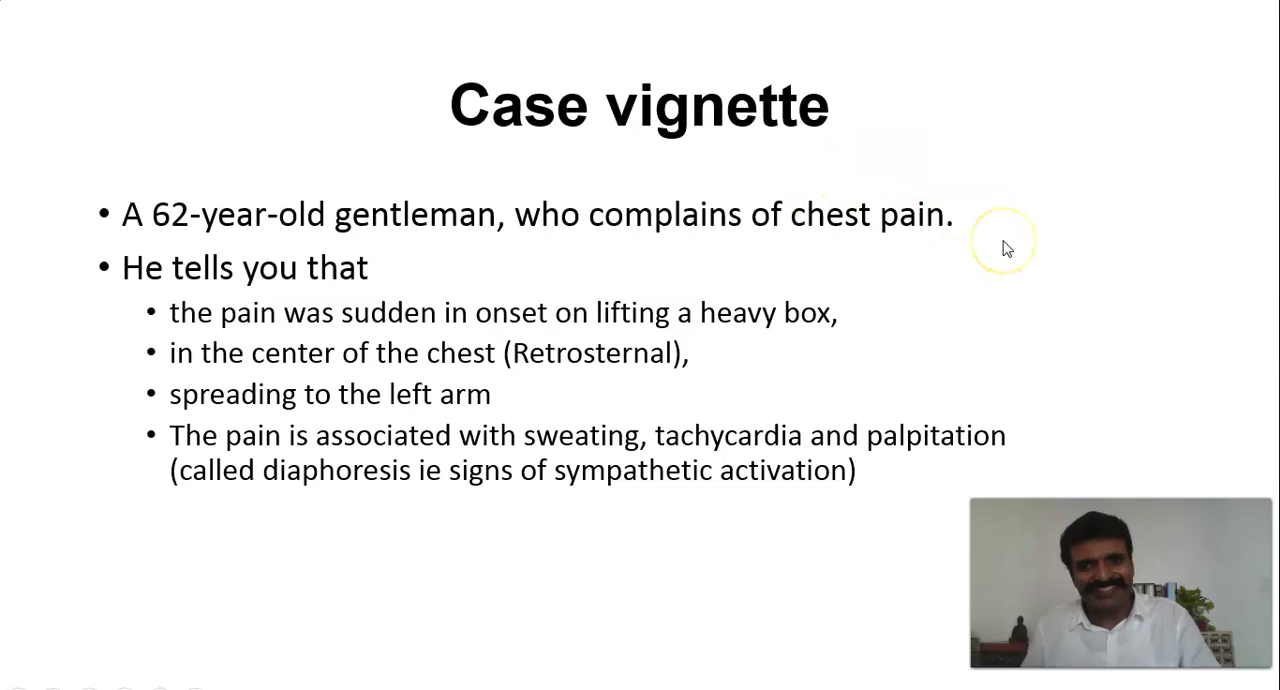 Case vignette
• A 62-year-old gentleman, who complains of chest pain.
• He tells you that
• the pain was sudden in onset on lifting a heavy box,
• in the center of the chest (Retrosternal),
• spreading to the left arm
• The pain is associated with sweating, tachycardia and palpitation
(called diaphoresis ie signs of sympathetic activation)